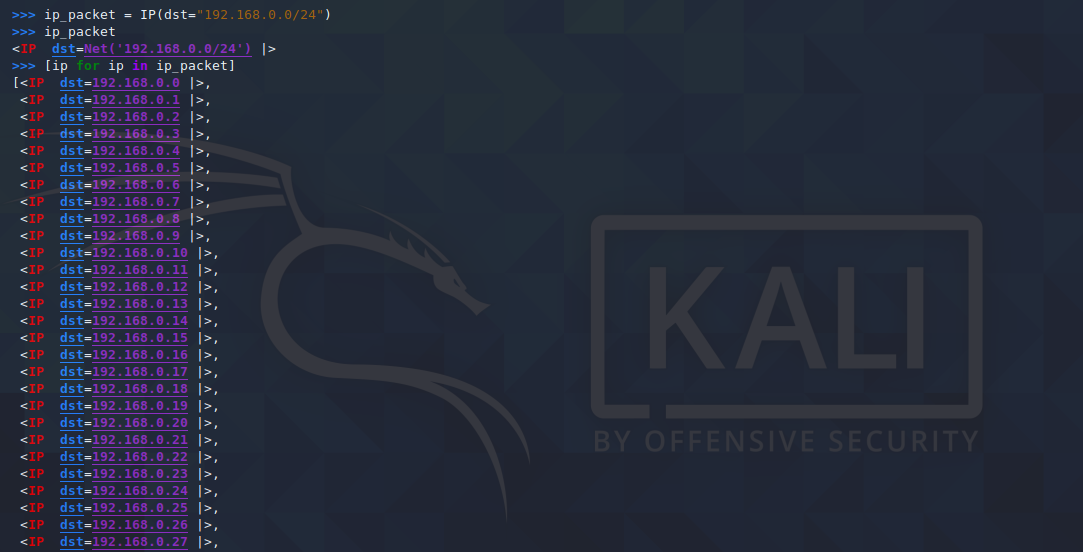 >>> ip_packet = IP(dst="192.168.0.0/24")
>>> ip_packet
<IP  dst=Net('192.168.0.0/24') |>
>>> [ip for ip in ip_packet]
[<IP  dst=192.168.0.0 |>,
 <IP  dst=192.168.0.1 |>,
 <IP  dst=192.168.0.2 |>,
 <IP  dst=192.168.0.3 |>,
 <IP  dst=192.168.0.4 |>,
 <IP  dst=192.168.0.5 |>,
 <IP  dst=192.168.0.6 |>,
 <IP  dst=192.168.0.7 |>,
 <IP  dst=192.168.0.8 |>,
 <IP  dst=192.168.0.9 |>,
 <IP  dst=192.168.0.10 |>,
 <IP  dst=192.168.0.11 |>,
 <IP  dst=192.168.0.12 |>,
 <IP  dst=192.168.0.13 |>,
 <IP  dst=192.168.0.14 |>,
 <IP  dst=192.168.0.15 |>,
 <IP  dst=192.168.0.16 |>,
 <IP  dst=192.168.0.17 |>,
 <IP  dst=192.168.0.18 |>,
 <IP  dst=192.168.0.19 |>,
 <IP  dst=192.168.0.20 |>,
 <IP  dst=192.168.0.21 |>,
 <IP  dst=192.168.0.22 |>,
 <IP  dst=192.168.0.23 |>,
 <IP  dst=192.168.0.24 |>,
 <IP  dst=192.168.0.25 |>,
 <IP  dst=192.168.0.26 |>,
 <IP  dst=192.168.0.27 |>,
KALI
BY OFFENSIVE SECURITY